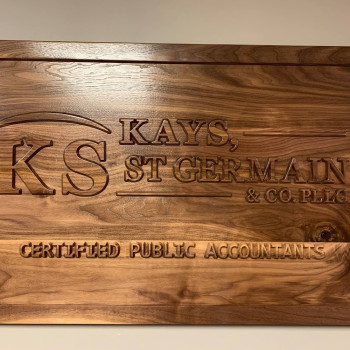 KS
KAYS,
ST GERMAIN
& CO. PLLC
CERTIFIED PUBLIC ACCOUNTANTS